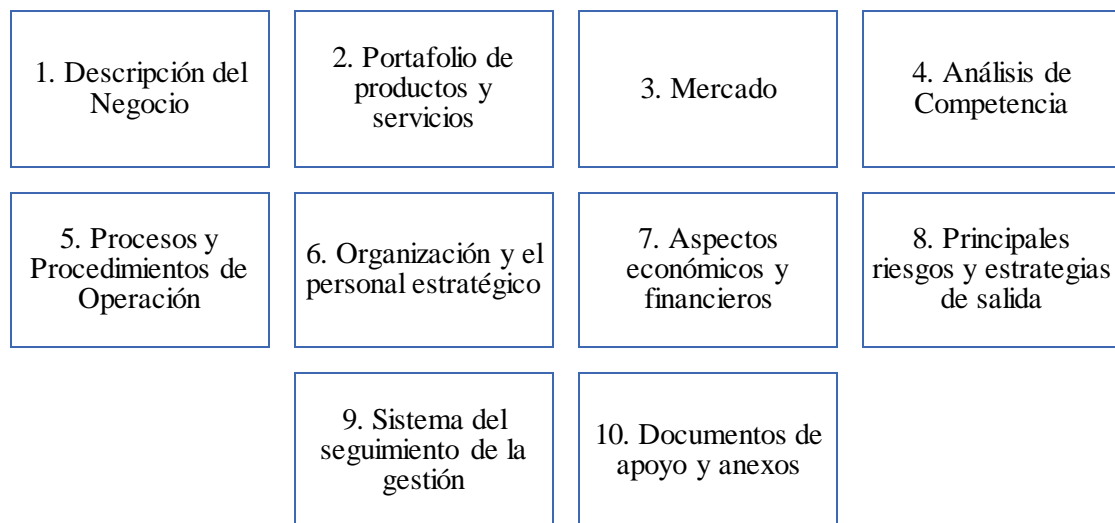 1. Descripción del
Negocio
2. Portafolio de
productos y
servicios
3. Mercado
4. Análisis de
Competencia
5. Procesos y
Procedimientos de
Operación
6. Organización y el
personal estratégico
7. Aspectos
económicos y
financieros
8. Principales
riesgos y estrategias
de salida
9. Sistema del
seguimiento de la
gestión
10. Documentos de
apoyo y anexos